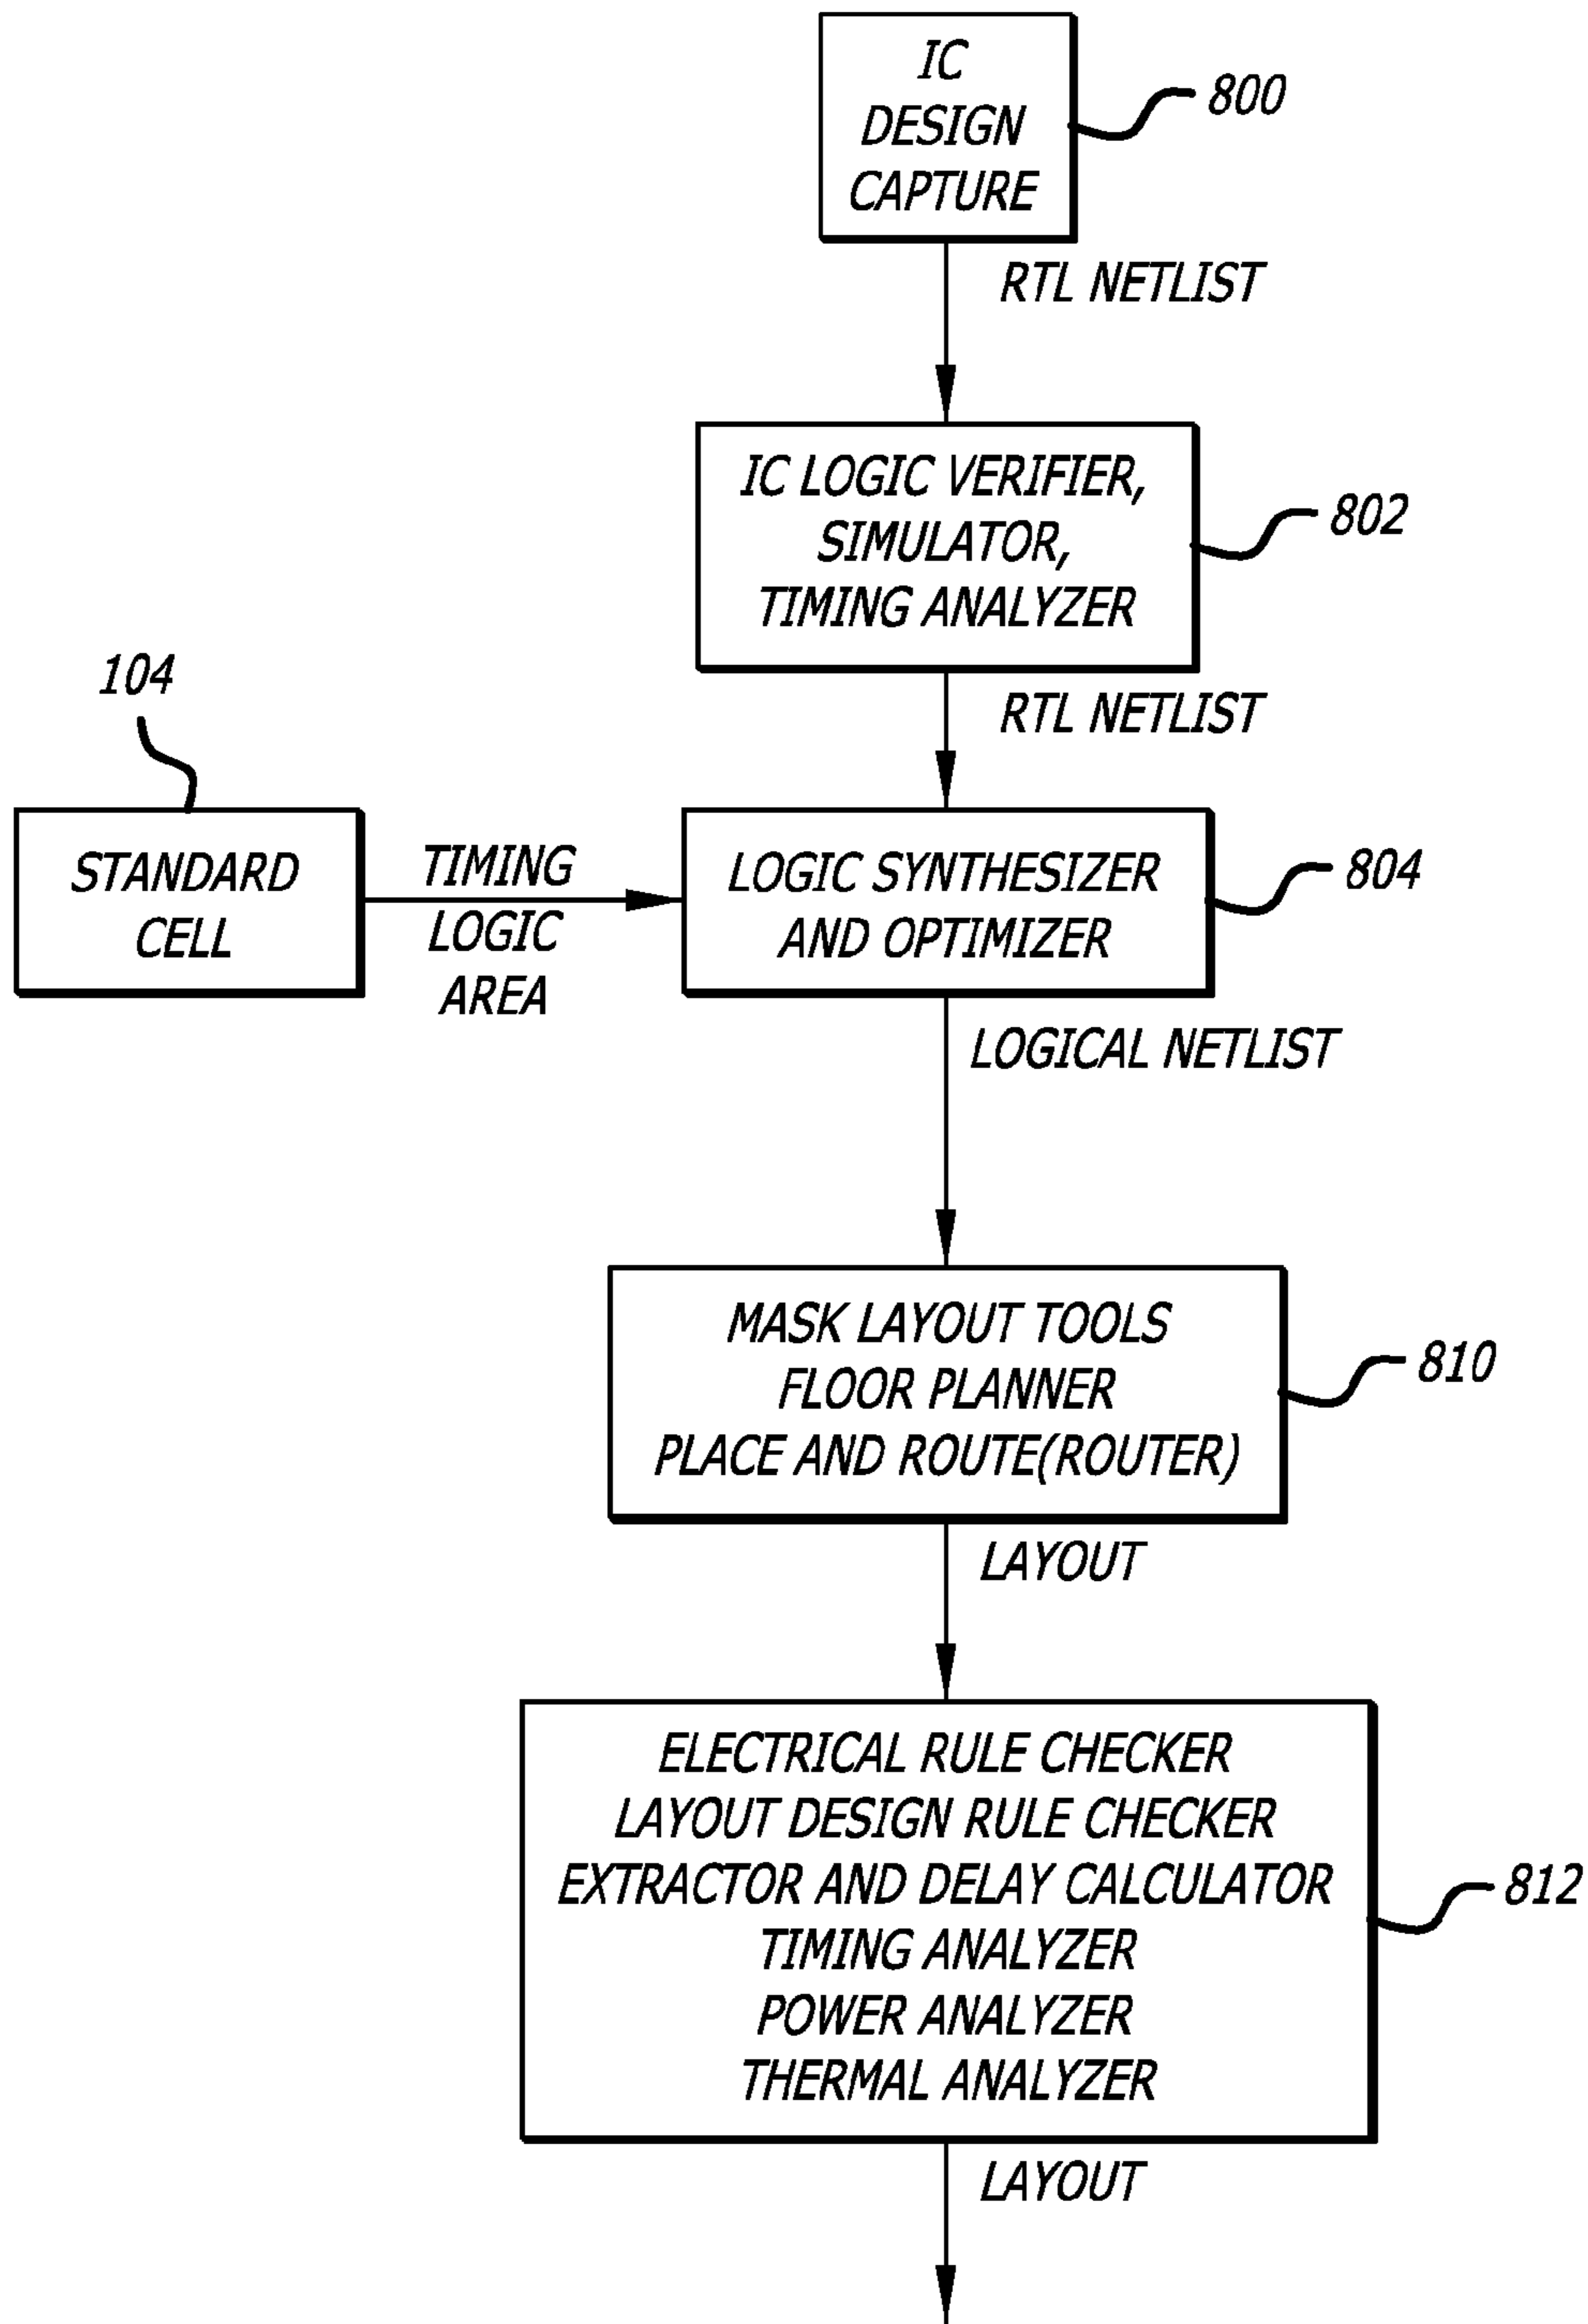 IC
DESIGN
CAPTURE
800
RTL NETLIST
IC LOGIC VERIFIER,
SIMULATOR,
TIMING ANALYZER
802
RTL NETLIST
104
STANDARD
CELL
TIMING
LOGIC
AREA
LOGIC SYNTHESIZER
AND OPTIMIZER
804
LOGICAL NETLIST
MASK LAYOUT TOOLS
FLOOR PLANNER
PLACE AND ROUTE(ROUTER)
810
LAYOUT
ELECTRICAL RULE CHECKER
LAYOUT DESIGN RULE CHECKER
EXTRACTOR AND DELAY CALCULATOR
TIMING ANALYZER
POWER ANALYZER
THERMAL ANALYZER
812
LAYOUT